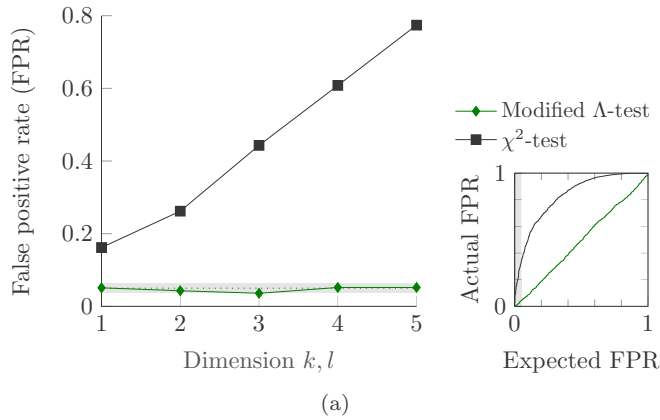 False positive rate (FPR)
0.8
0.6
0.4
0.2
0
1 2 3 4 5
Dimension k, l
Modified Λ-test
χ²-test
Actual FPR
1
0
0 1
Expected FPR
(a)